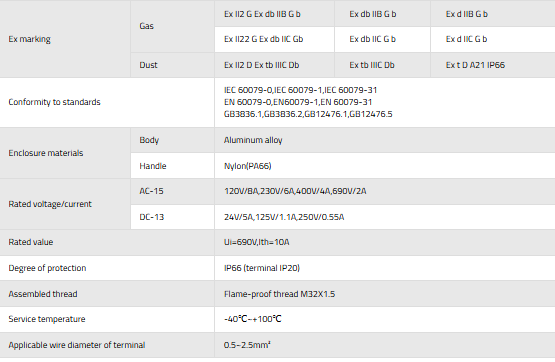 Ex marking
Gas
Ex II2 G Ex db IIB G b
Ex db IIB G b
Ex d IIB G b
Ex II22 G Ex db IIC Gb
Ex db IIC G b
Ex d IIC G b
Dust
Ex II2 D Ex tb IIIC Db
Ex tb IIIC Db
Ex t D A21 IP66
Conformity to standards
IEC 60079-0,IEC 60079-1,IEC 60079-31
EN 60079-0,EN60079-1,EN 60079-31
GB3836.1,GB3836.2,GB12476.1,GB12476.5
Enclosure materials
Body
Aluminum alloy
Handle
Nylon(PA66)
Rated voltage/current
AC-15
120V/8A,230V/6A,400V/4A,690V/2A
DC-13
24V/5A,125V/1.1A,250V/0.55A
Rated value
Ui=690V,Ith=10A
Degree of protection
IP66 (terminal IP20)
Assembled thread
Flame-proof thread M32X1.5
Service temperature
-40℃~+100℃
Applicable wire diameter of terminal
0.5~2.5mm²